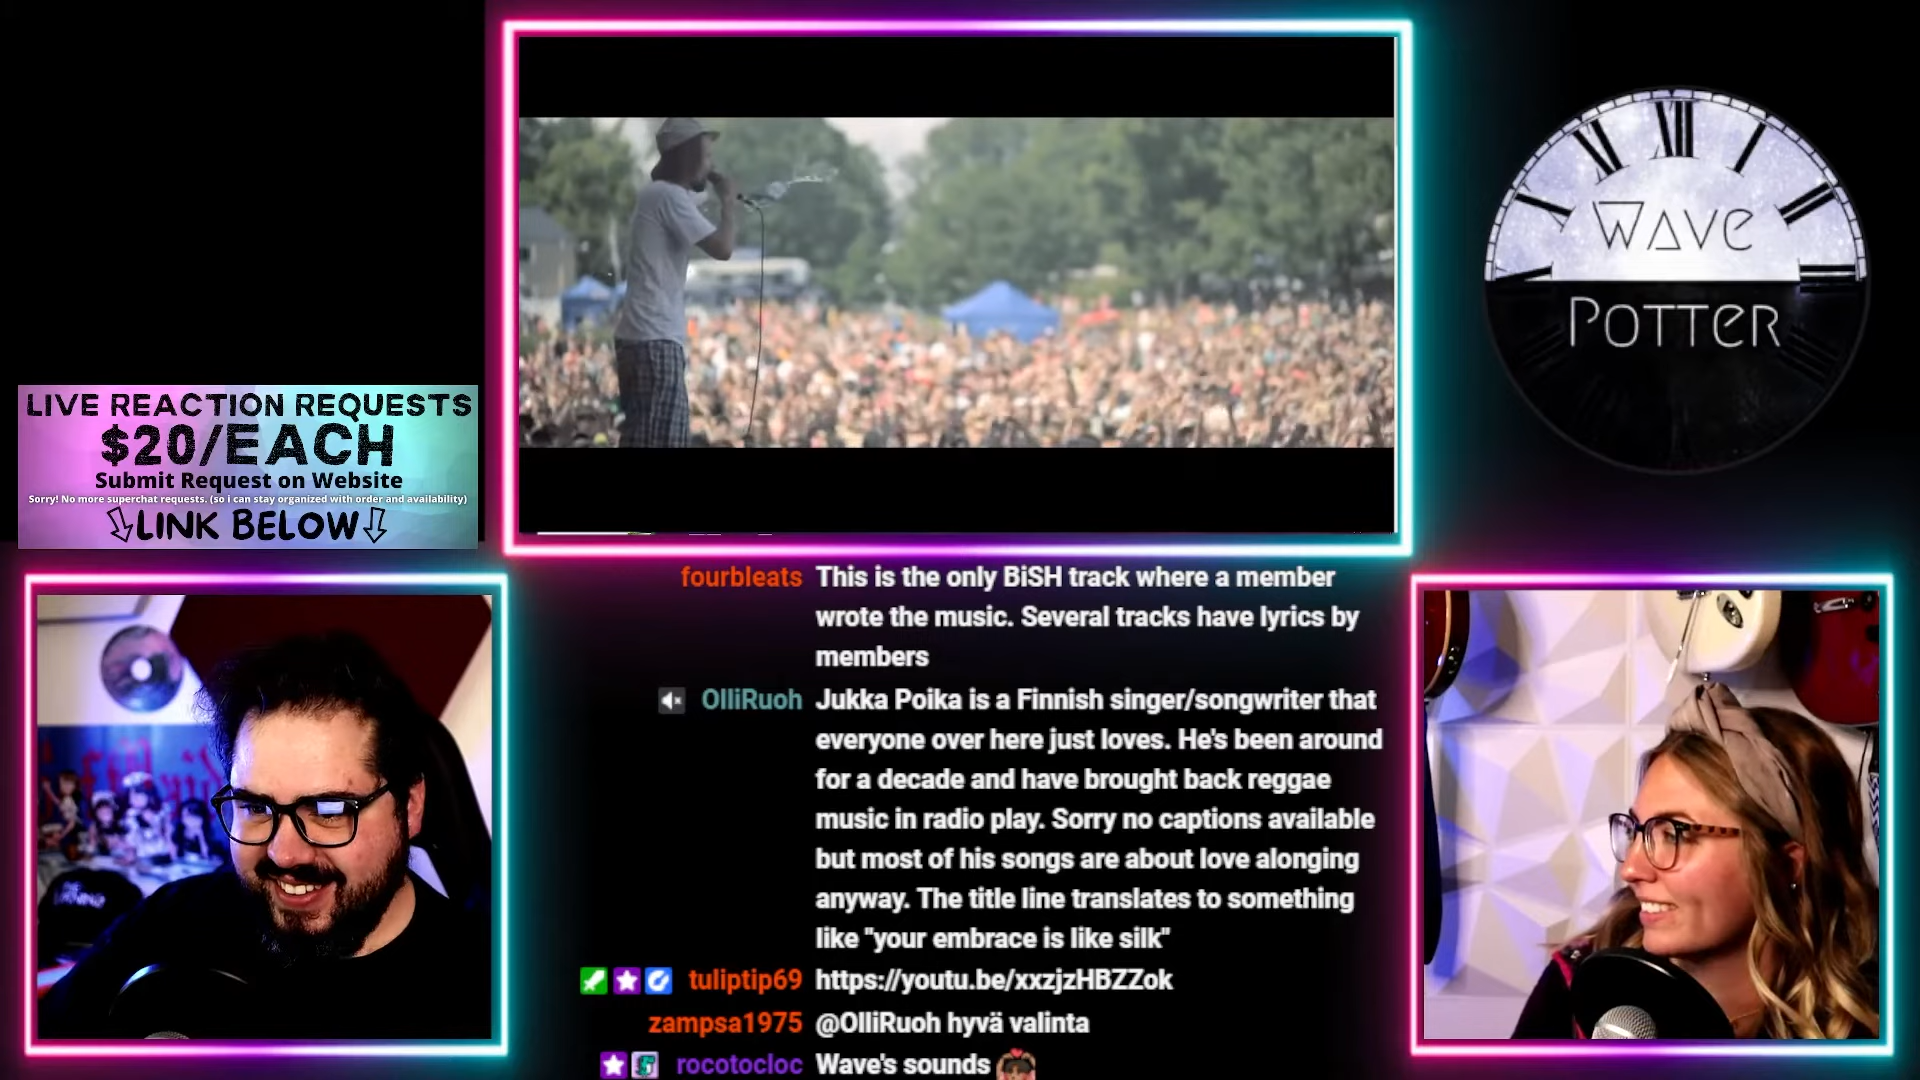 LIVE REACTION REQUESTS
$20/EACH
Submit Request on Website
Sorry! No more superchat requests. (so i can stay organized with order and availability)
LINK BELOW
XI XII I
WAVE
POTTER
fourbleats This is the only BiSH track where a member
wrote the music. Several tracks have lyrics by
members
OlliRuoh Jukka Poika is a Finnish singer/songwriter that
everyone over here just loves. He's been around
for a decade and have brought back reggae
music in radio play. Sorry no captions available
but most of his songs are about love alonging
anyway. The title line translates to something
like "your embrace is like silk"
tuliptip69 https://youtu.be/xxzjzHBZZok
zampsa1975 @OlliRuoh hyvä valinta
rocotocloc Wave's sounds